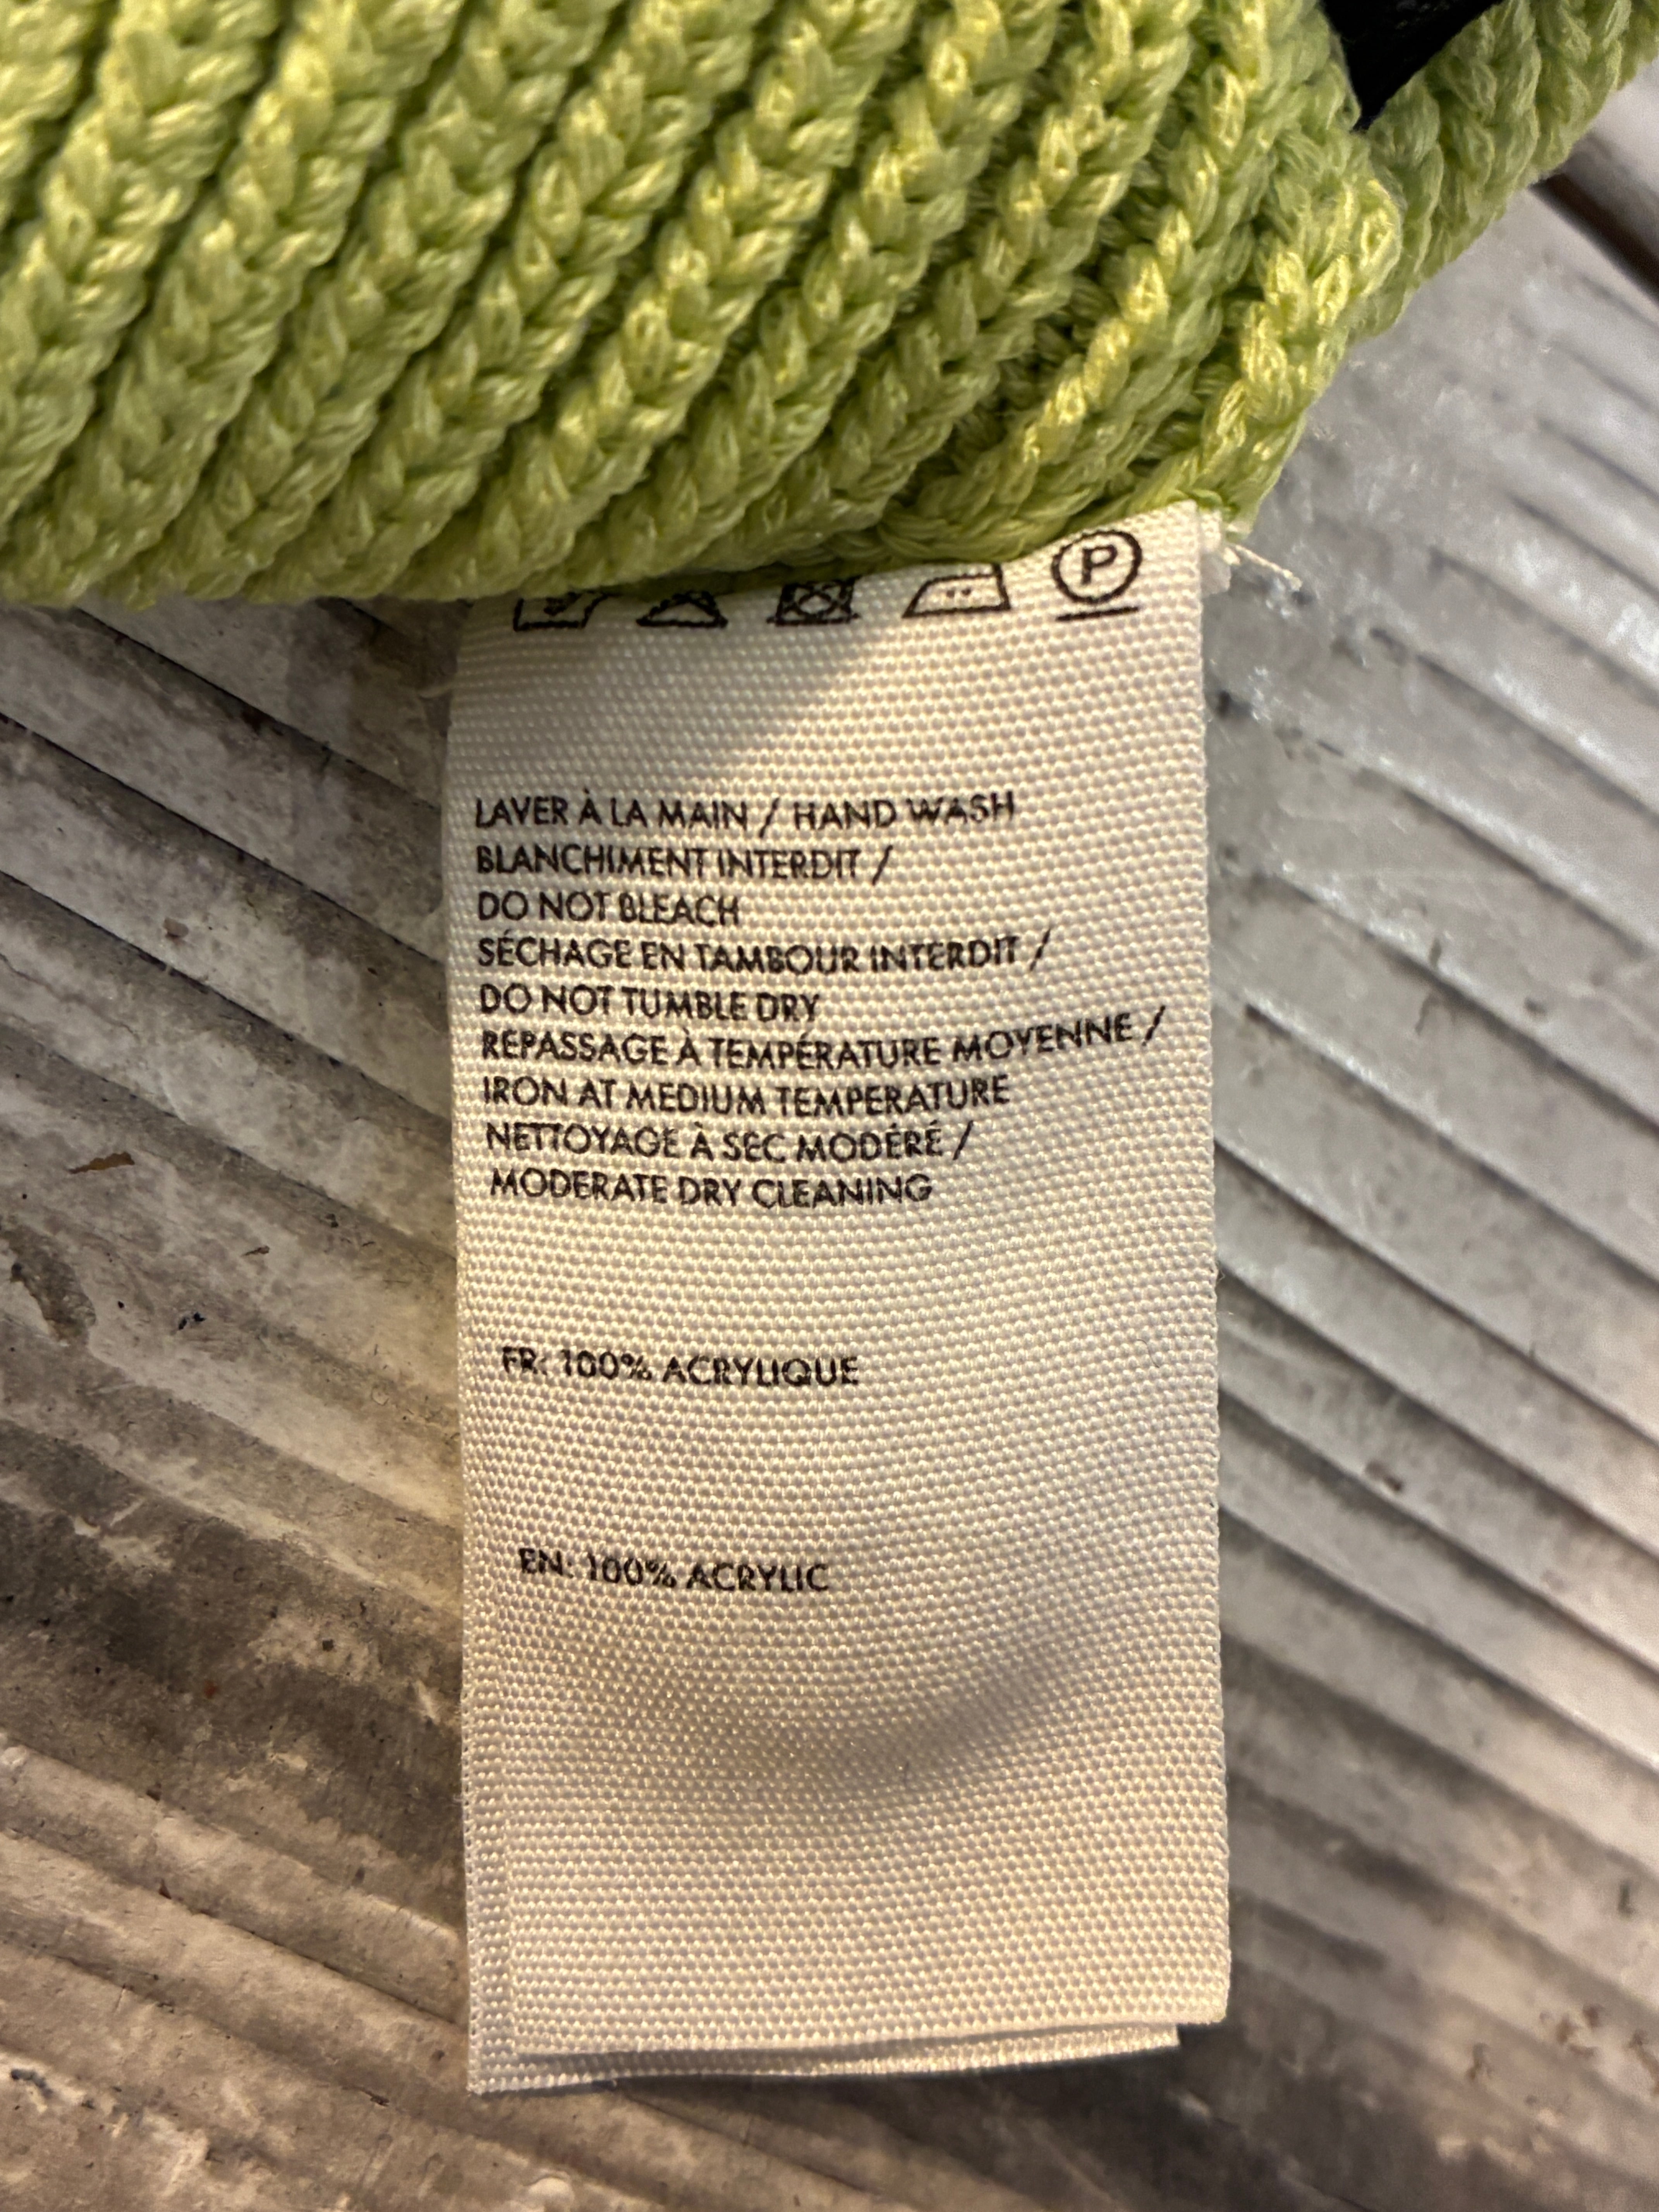 P
LAVER À LA MAIN / HAND WASH
BLANCHIMENT INTERDIT /
DO NOT BLEACH
SÉCHAGE EN TAMBOUR INTERDIT /
DO NOT TUMBLE DRY
REPASSAGE À TEMPÉRATURE MOYENNE /
IRON AT MEDIUM TEMPERATURE
NETTOYAGE À SEC MODÉRÉ /
MODERATE DRY CLEANING
FR: 100% ACRYLIQUE
EN: 100% ACRYLIC